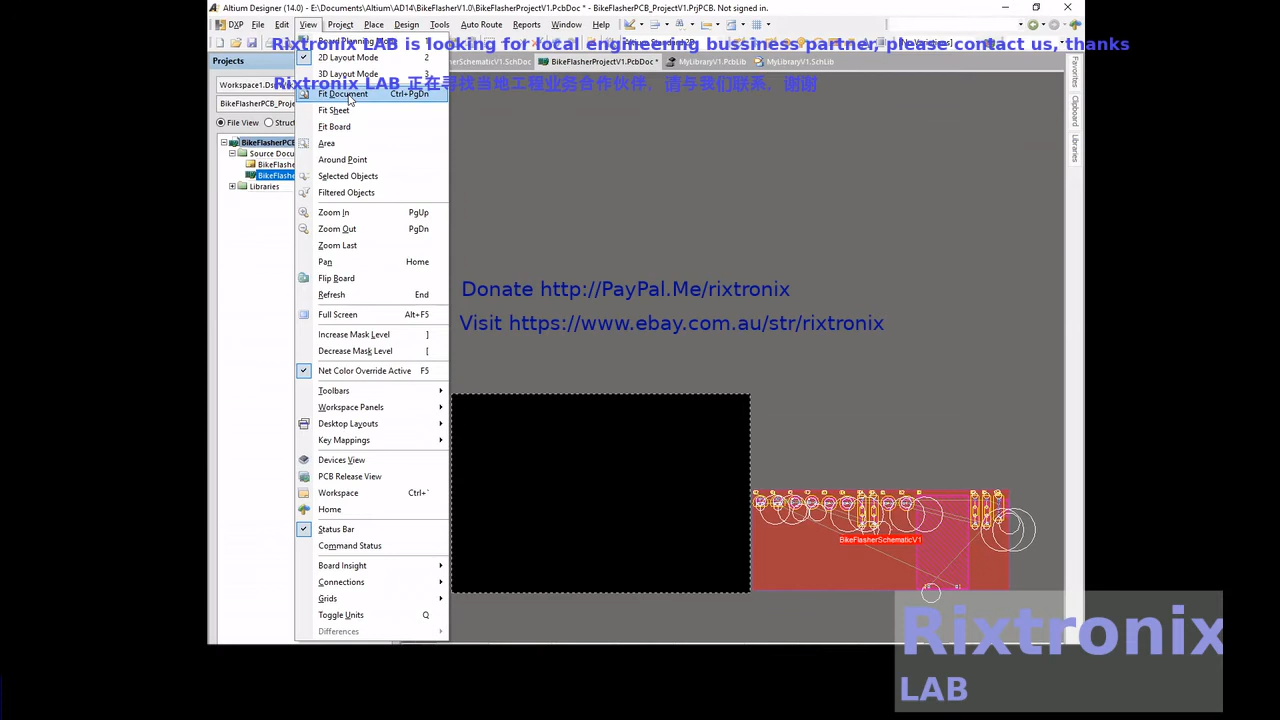 Altium Designer (14.0) - C:\Documents\Altium\AD14\BikeFlasherV1.0\BikeFlasherProjectV1.PcbDoc * - BikeFlasherPCB_ProjectV1.PrjPCB. Not signed in.
DXP File Edit View Project Place Design Tools Auto Route Reports Window Help
Rixtronix LAB is looking for local engineering bussiness partner, please contact us, thanks
Projects
2D Layout Mode 2
BikeFlasherProjectV1.PcbDoc *
MyLibraryV1.PcbLib
MyLibraryV1.SchLib
3D Layout Mode 3
Rixtronix LAB 正在寻找当地工程业务合作伙伴，请与我们联系，谢谢
Fit Document Ctrl+PgDn
BikeFlasherPCB_Proje
Fit Sheet
File View Struct
Fit Board
BikeFlasherPCB
Area
Source Docu
Around Point
BikeFlashe
BikeFlas
Selected Objects
Libraries
Filtered Objects
Zoom In PgUp
Zoom Out PgDn
Zoom Last
Pan Home
Flip Board
Refresh End
Full Screen Alt+F5
Increase Mask Level ]
Decrease Mask Level [
Net Color Override Active F5
Toolbars
Workspace Panels
Desktop Layouts
Key Mappings
Devices View
PCB Release View
Workspace Ctrl+`
Home
Status Bar
Command Status
Board Insight
Connections
Grids
Toggle Units Q
Differences
Favorites
Clipboard
Libraries
Donate http://PayPal.Me/rixtronix
Visit https://www.ebay.com.au/str/rixtronix
BikeFlasherSchematicV1
Rixtronix
LAB